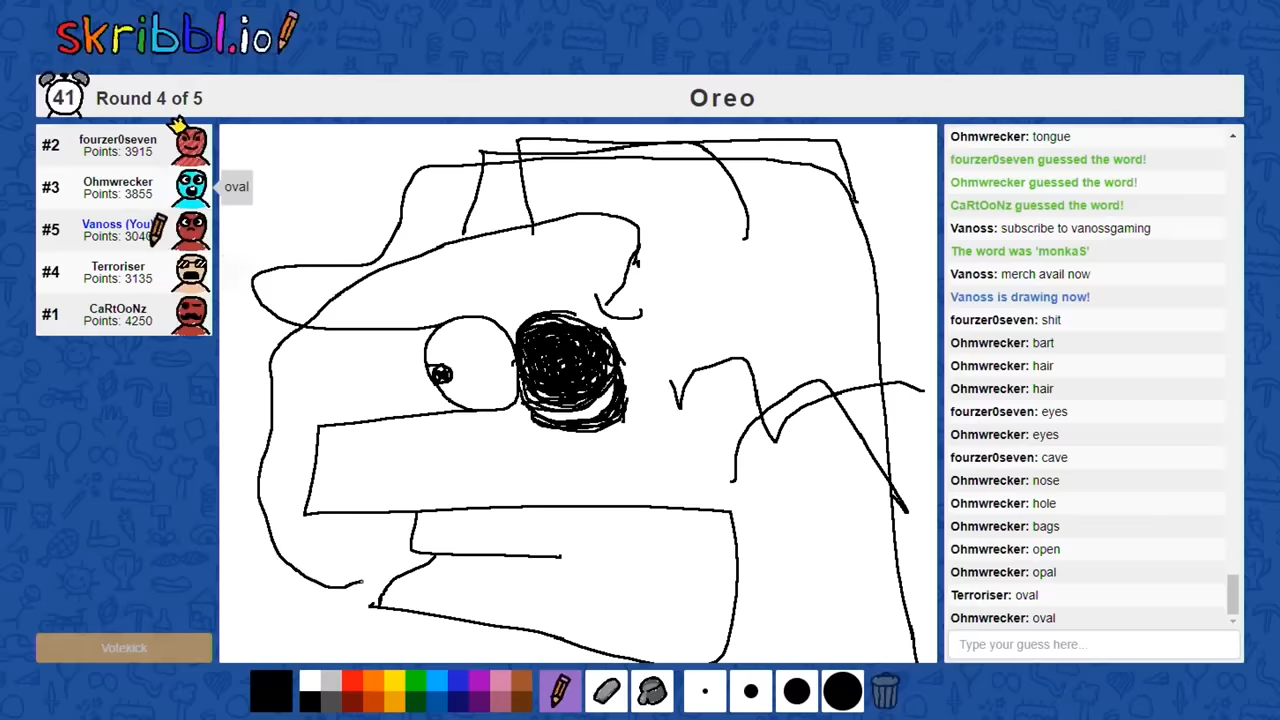 skribbl.io
41
Round 4 of 5
Oreo
#2 fourzer0seven
Points: 3915
#3 Ohmwrecker
Points: 3855
oval
#5 Vanoss (You)
Points: 3040
#4 Terroriser
Points: 3135
#1 CaRtOoNz
Points: 4250
Votekick
Ohmwrecker: tongue
fourzer0seven guessed the word!
Ohmwrecker guessed the word!
CaRtOoNz guessed the word!
Vanoss: subscribe to vanossgaming
The word was 'monkaS'
Vanoss: merch avail now
Vanoss is drawing now!
fourzer0seven: shit
Ohmwrecker: bart
Ohmwrecker: hair
Ohmwrecker: hair
fourzer0seven: eyes
Ohmwrecker: eyes
fourzer0seven: cave
Ohmwrecker: nose
Ohmwrecker: hole
Ohmwrecker: bags
Ohmwrecker: open
Ohmwrecker: opal
Terroriser: oval
Ohmwrecker: oval
Type your guess here...